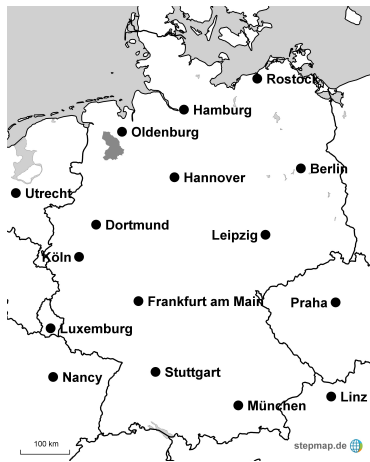 Rostock
Hamburg
Oldenburg
Berlin
Hannover
Utrecht
Dortmund
Leipzig
Köln
Frankfurt am Main
Praha
Luxemburg
Stuttgart
Nancy
Linz
München
100 km
stepmap.de